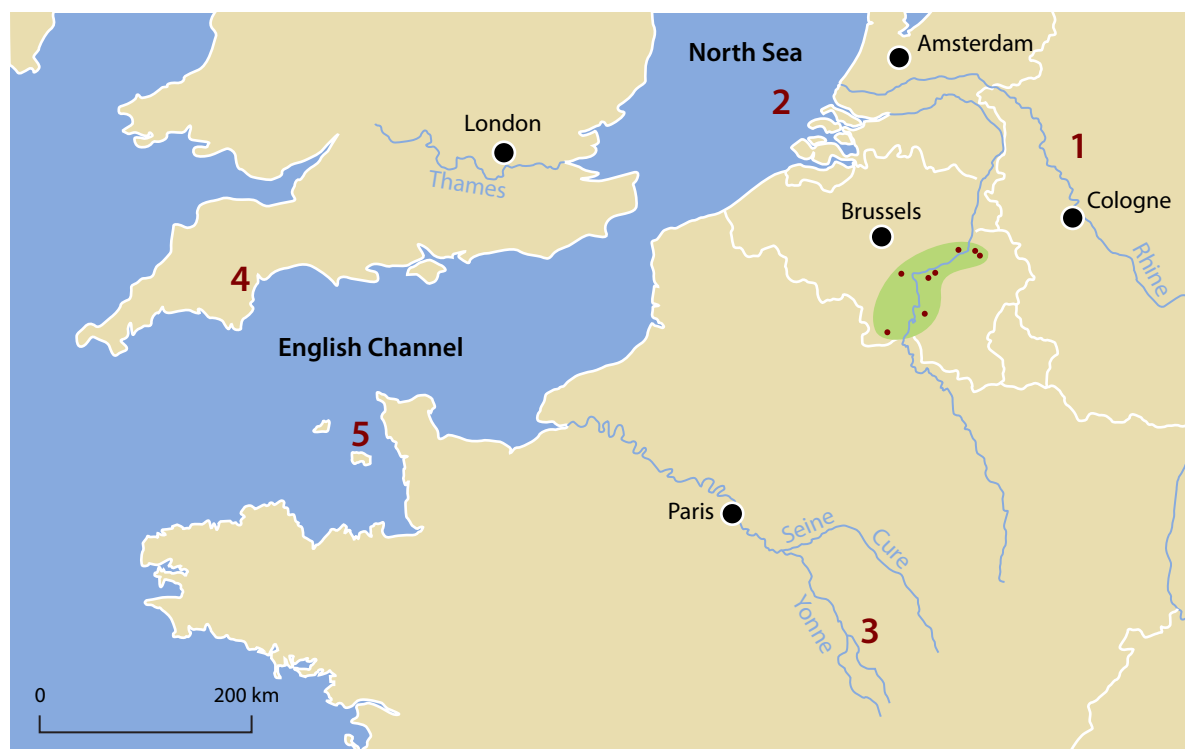 North Sea
Amsterdam
2
London
Thames
1
Cologne
Brussels
Rhine
4
English Channel
5
Paris
Seine
Cure
Yonne
3
0
200 km